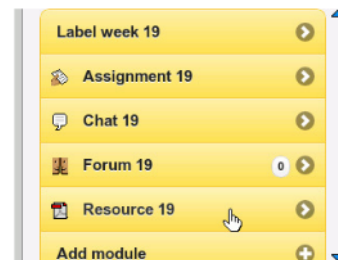 Label week 19
Assignment 19
Chat 19
Forum 19 0
Resource 19
Add module